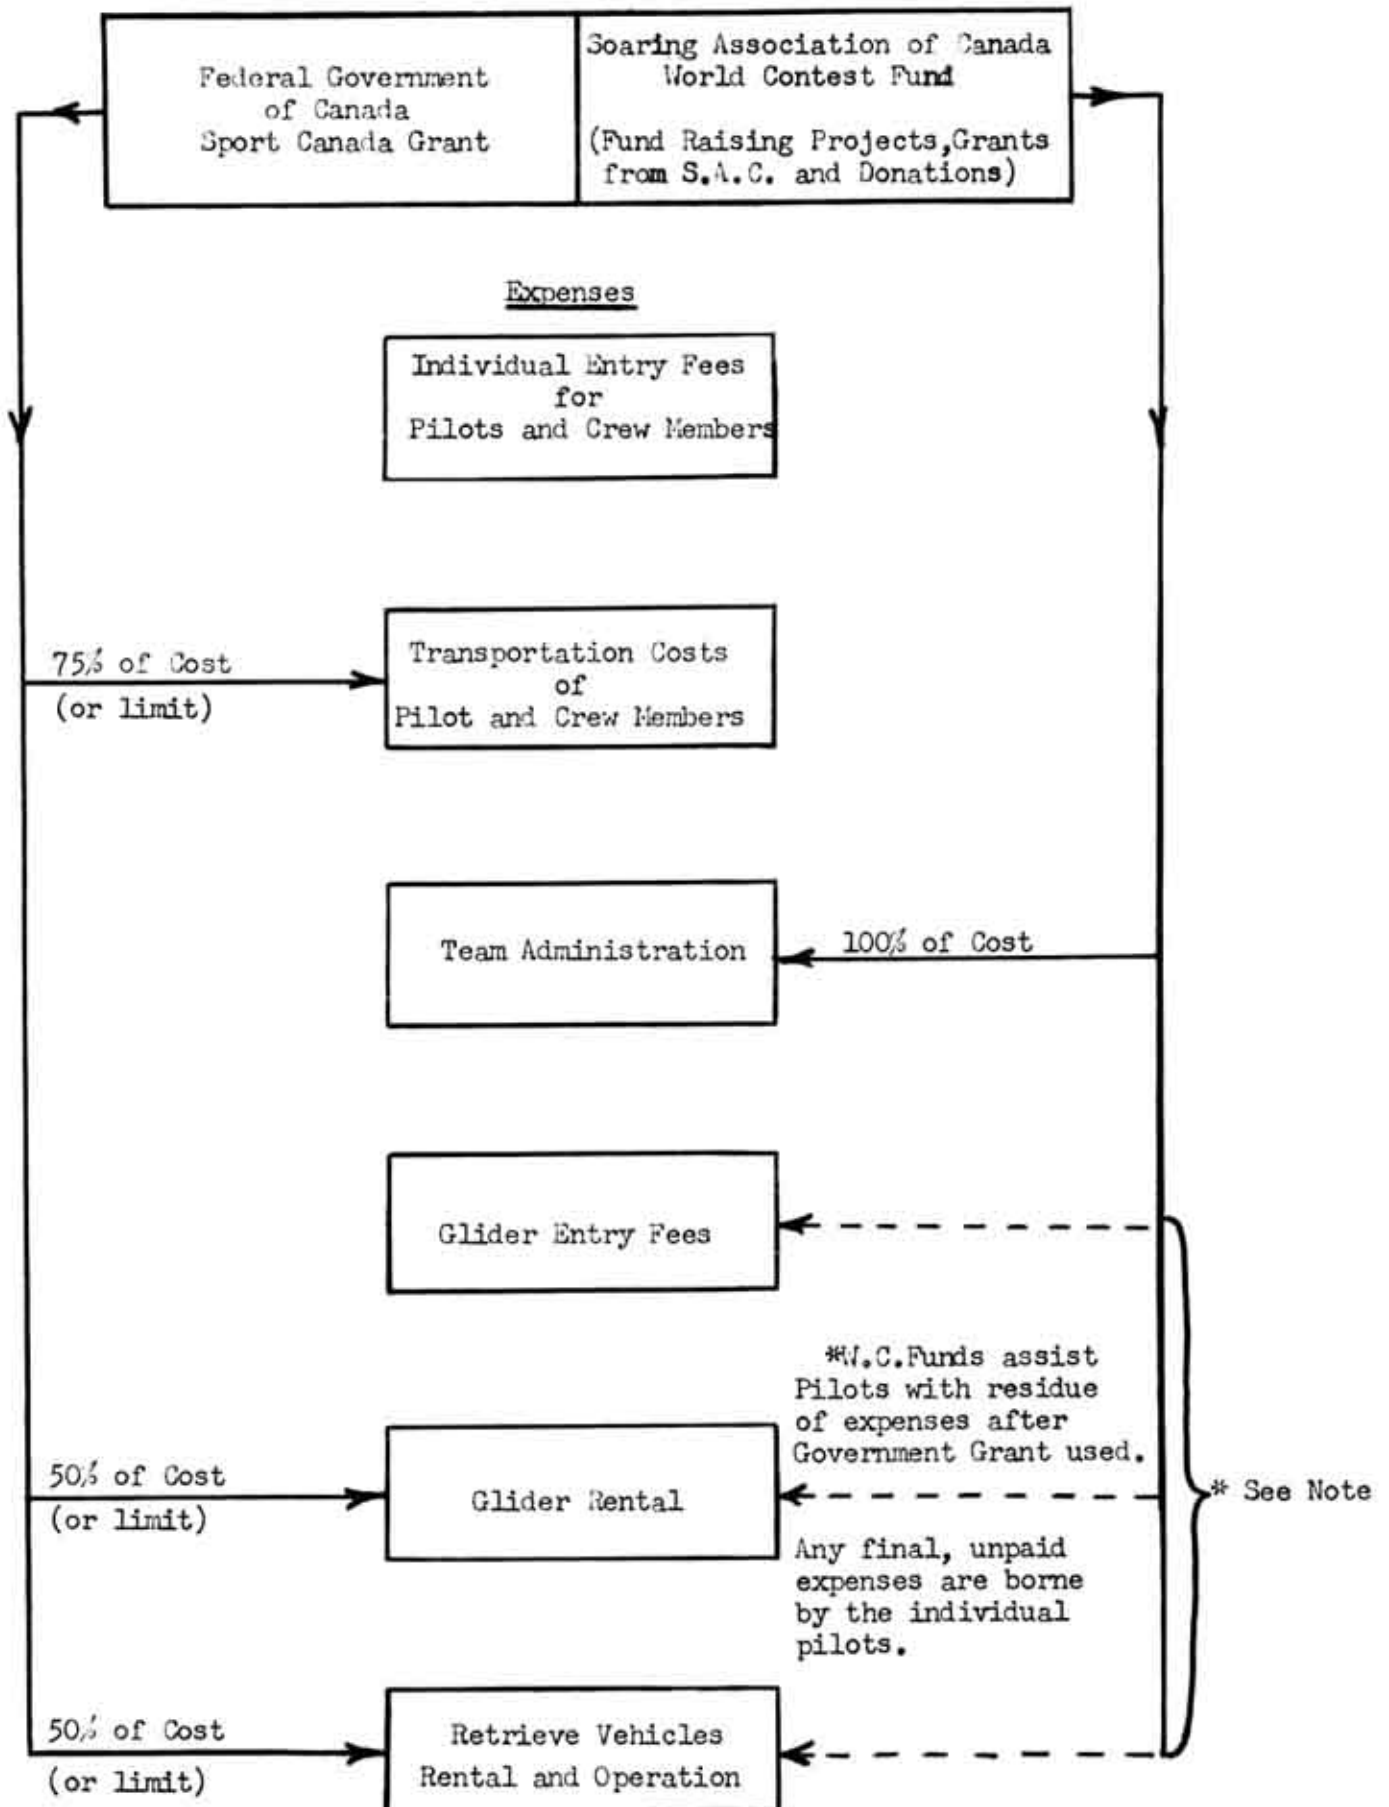 Federal Government
of Canada
Sport Canada Grant
Soaring Association of Canada
World Contest Fund
(Fund Raising Projects,Grants
from S.A.C. and Donations)
Expenses
Individual Entry Fees
for
Pilots and Crew Members
75% of Cost
(or limit)
Transportation Costs
of
Pilot and Crew Members
Team Administration
100% of Cost
Glider Entry Fees
*W.C.Funds assist
Pilots with residue
of expenses after
Government Grant used.
50% of Cost
(or limit)
Glider Rental
* See Note
Any final, unpaid
expenses are borne
by the individual
pilots.
50% of Cost
(or limit)
Retrieve Vehicles
Rental and Operation